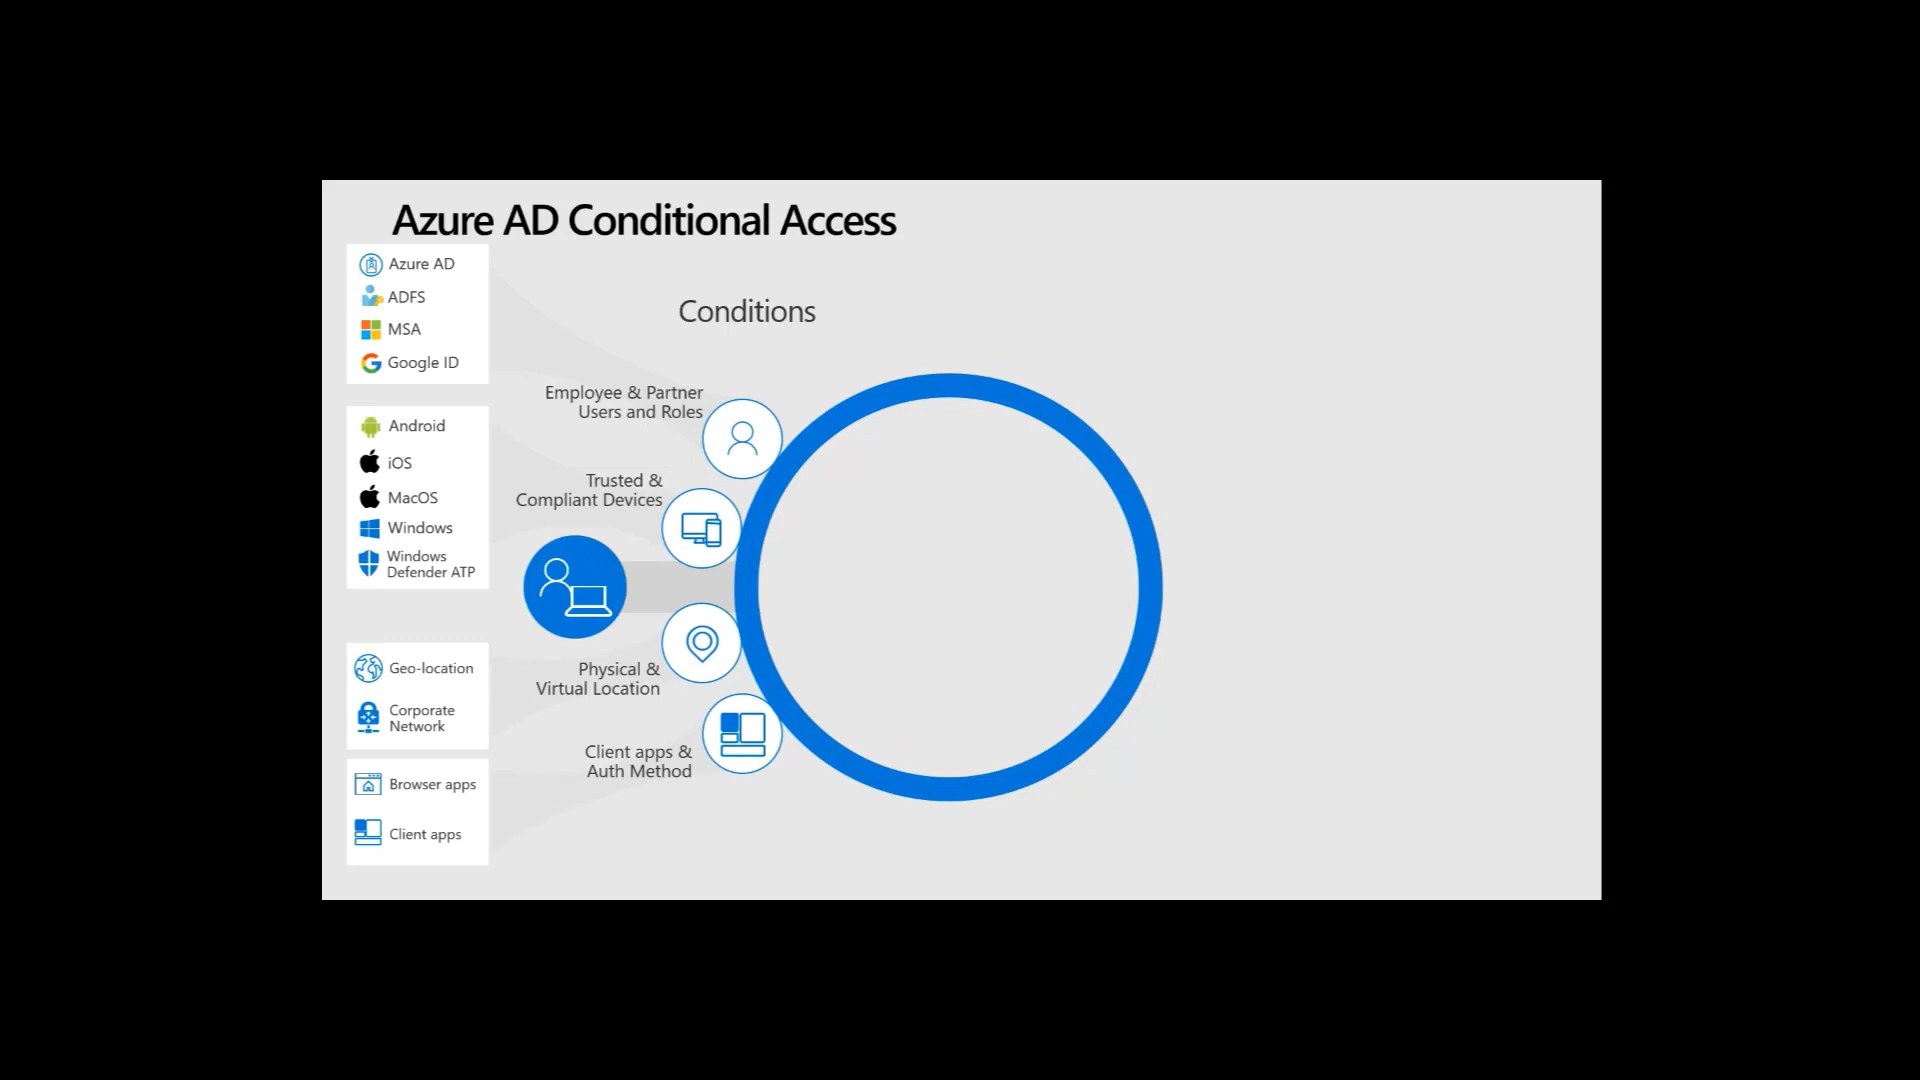 Azure AD Conditional Access
Azure AD
ADFS
MSA
Google ID
Android
iOS
MacOS
Windows
Windows
Defender ATP
Geo-location
Corporate
Network
Browser apps
Client apps
Conditions
Employee & Partner
Users and Roles
Trusted &
Compliant Devices
Physical &
Virtual Location
Client apps &
Auth Method